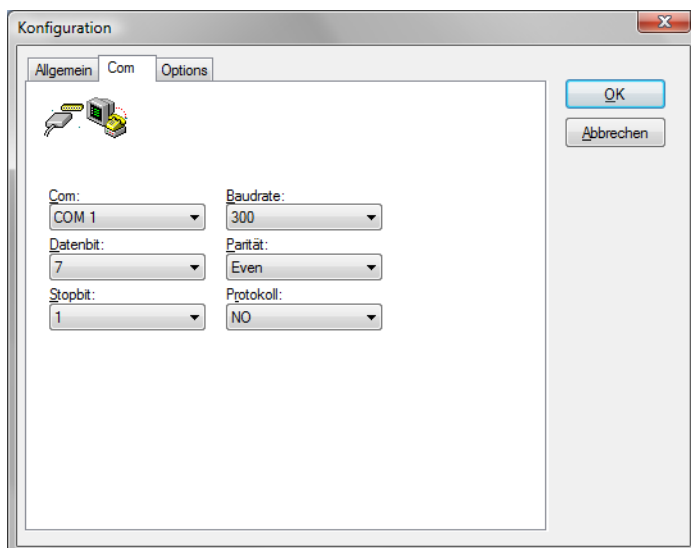 Konfiguration
Allgemein Com Options
OK
Abbrechen
Com: Baudrate:
COM 1 300
Datenbit: Parität:
7 Even
Stopbit: Protokoll:
1 NO